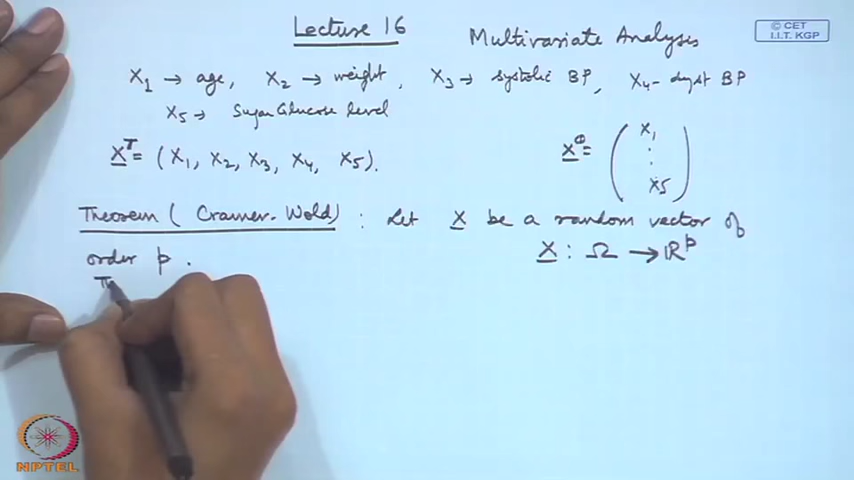 Lecture 16
Multivariate Analysis
© CET
I.I.T. KGP
X₁ → age, X₂ → weight, X₃ → systolic BP, X₄ - dyst BP
X₅ → Sugar Glucose level
X^T = (X₁, X₂, X₃, X₄, X₅).
X = ( X₁ ⋮ X₅ )
Theorem (Cramer-Wold) : Let X be a random vector of
order p.
X : Ω → ℝ^p
NPTEL